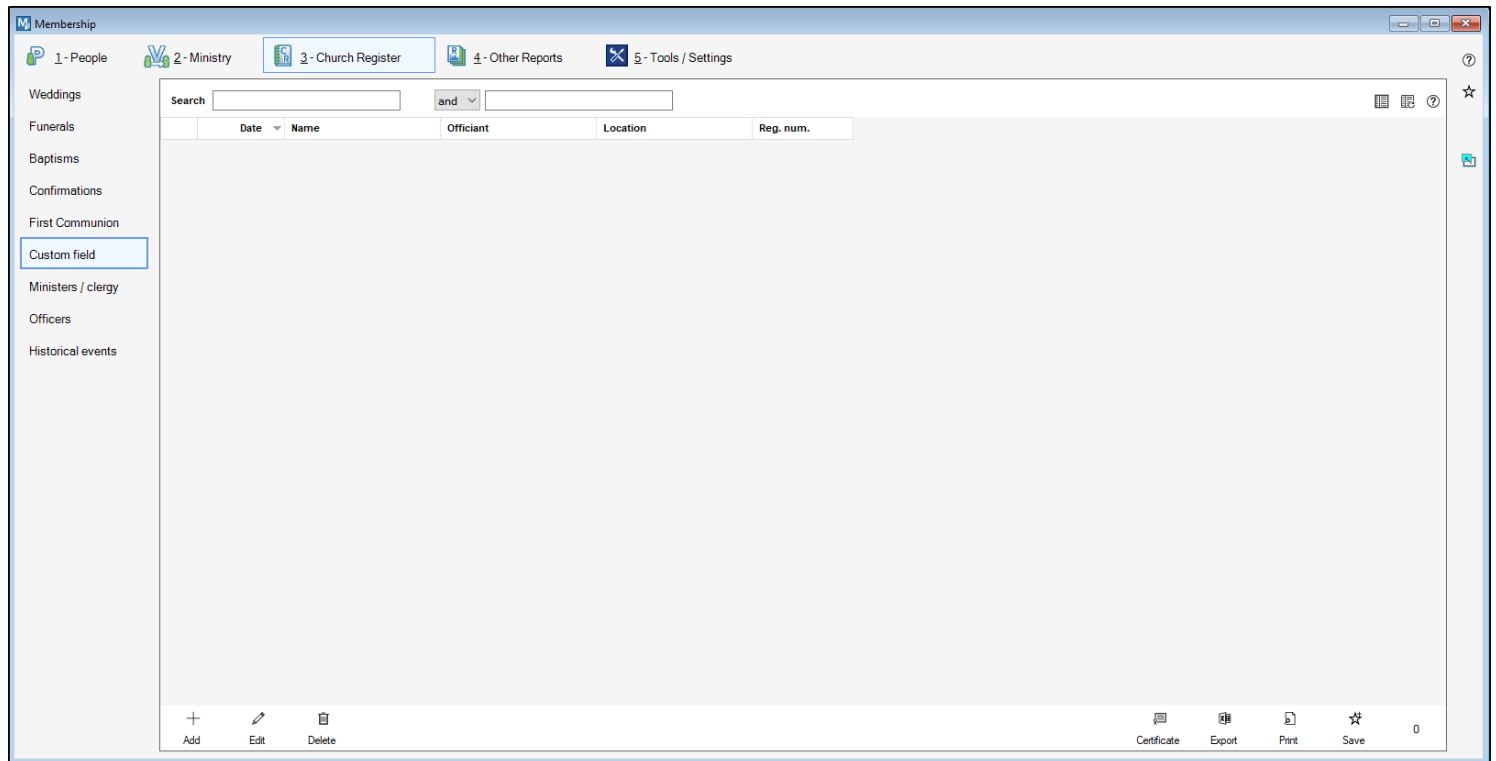 Membership
1 - People 2 - Ministry 3 - Church Register 4 - Other Reports 5 - Tools / Settings
Weddings
Funerals
Baptisms
Confirmations
First Communion
Custom field
Ministers / clergy
Officers
Historical events
Search and
Date Name Officiant Location Reg. num.
Add Edit Delete Certificate Export Print Save 0